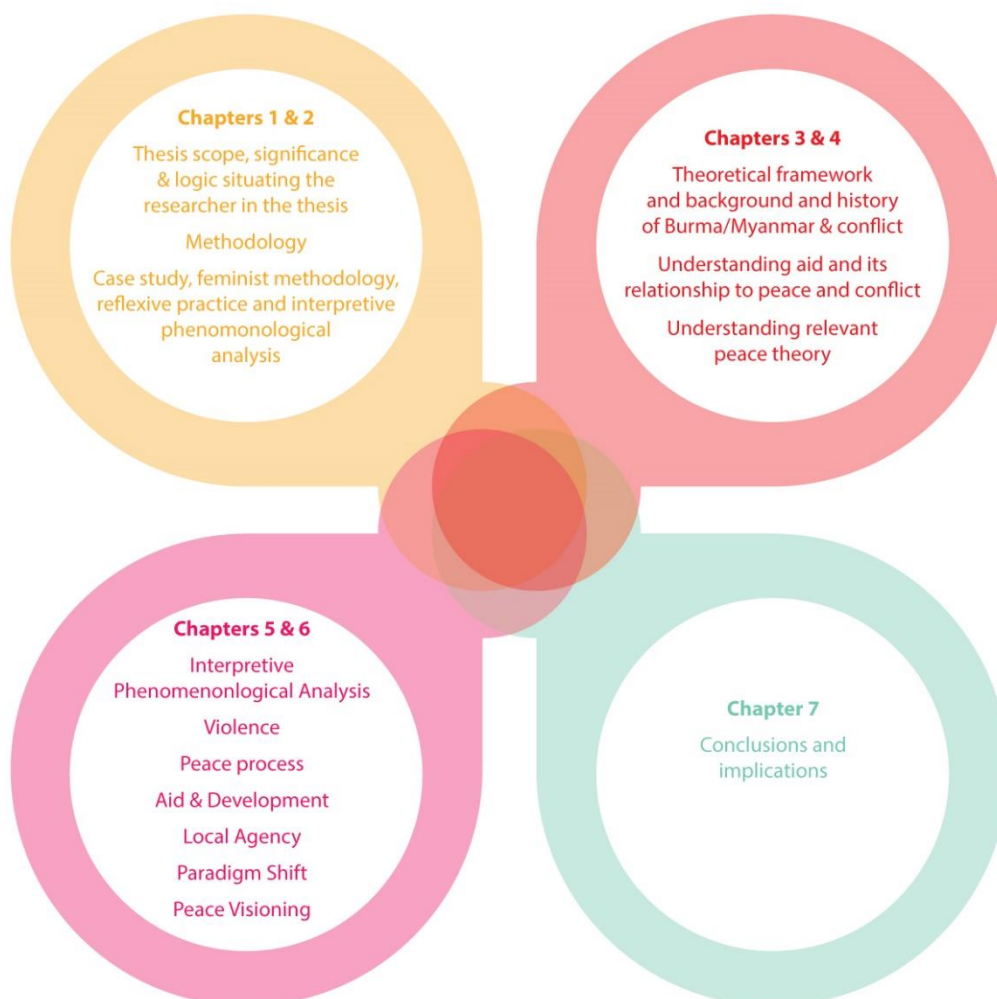 Chapters 1 & 2
Thesis scope, significance
& logic situating the
researcher in the thesis
Methodology
Case study, feminist methodology,
reflexive practice and interpretive
phenomonological
analysis
Chapters 3 & 4
Theoretical framework
and background and history
of Burma/Myanmar & conflict
Understanding aid and its
relationship to peace and conflict
Understanding relevant
peace theory
Chapters 5 & 6
Interpretive
Phenomenonlogical Analysis
Violence
Peace process
Aid & Development
Local Agency
Paradigm Shift
Peace Visioning
Chapter 7
Conclusions and
implications